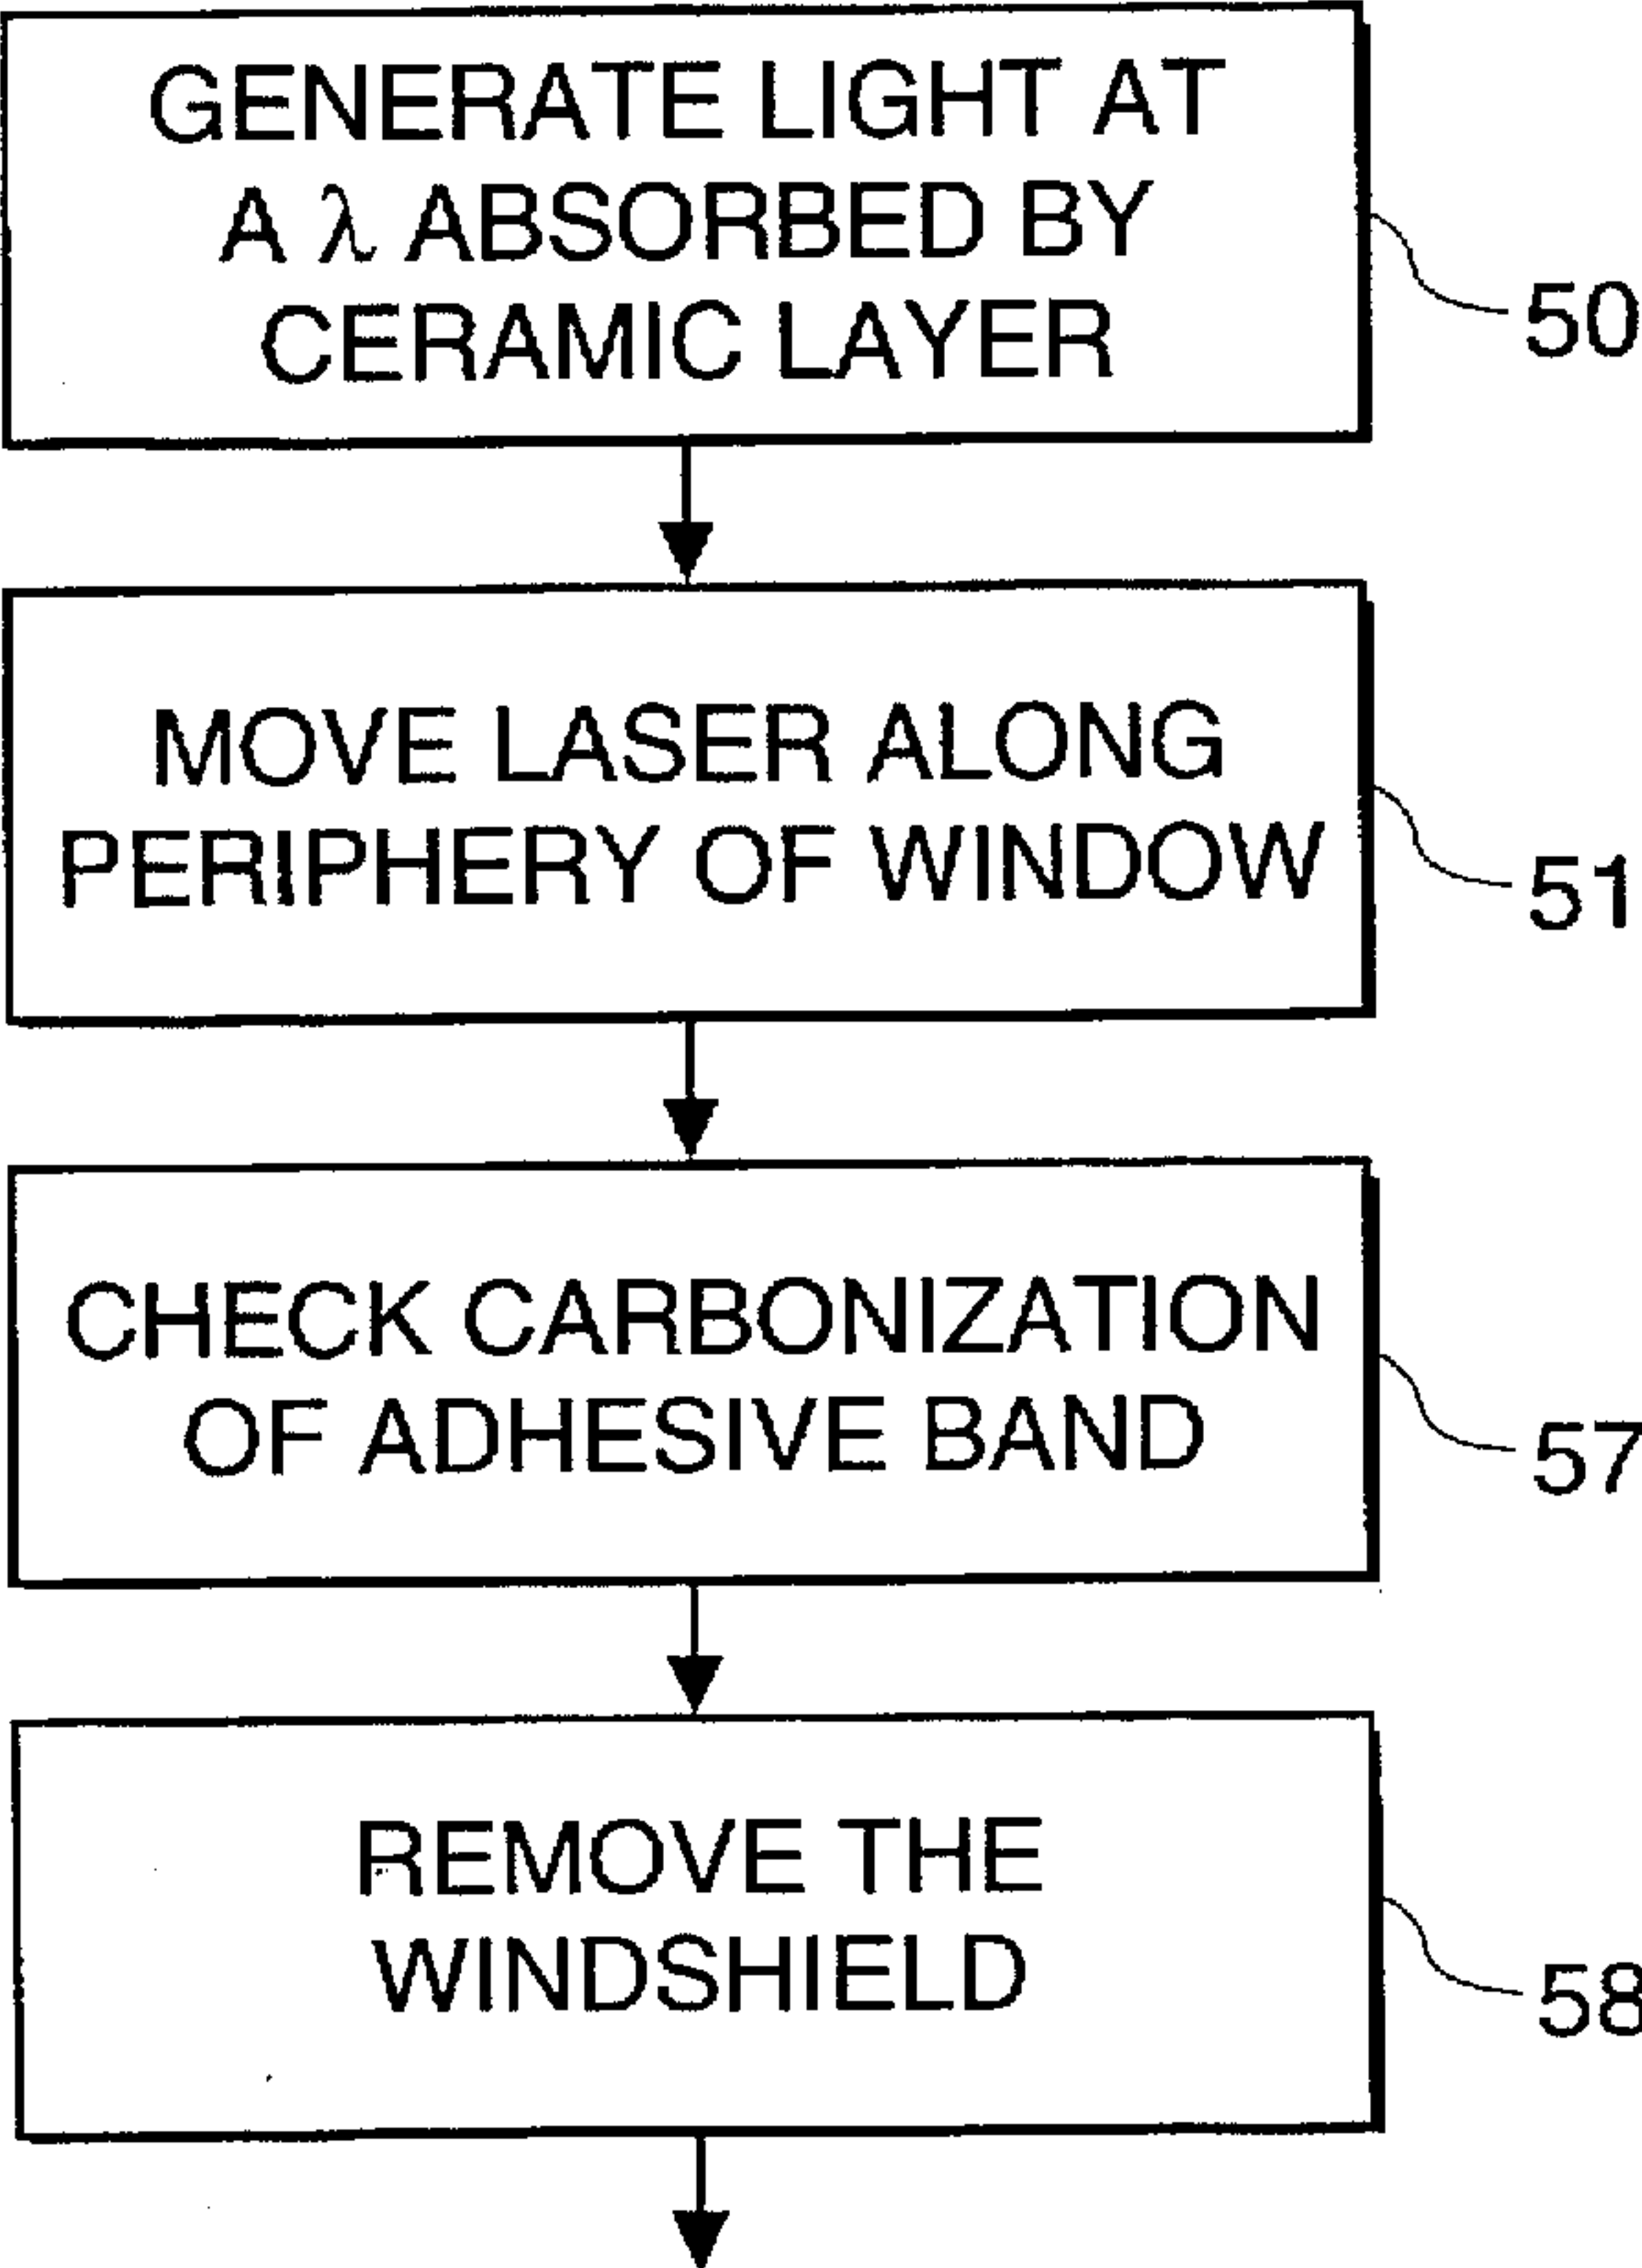 GENERATE LIGHT AT
A λ ABSORBED BY
CERAMIC LAYER
50
MOVE LASER ALONG
PERIPHERY OF WINDOW
51
CHECK CARBONIZATION
OF ADHESIVE BAND
57
REMOVE THE
WINDSHIELD
58